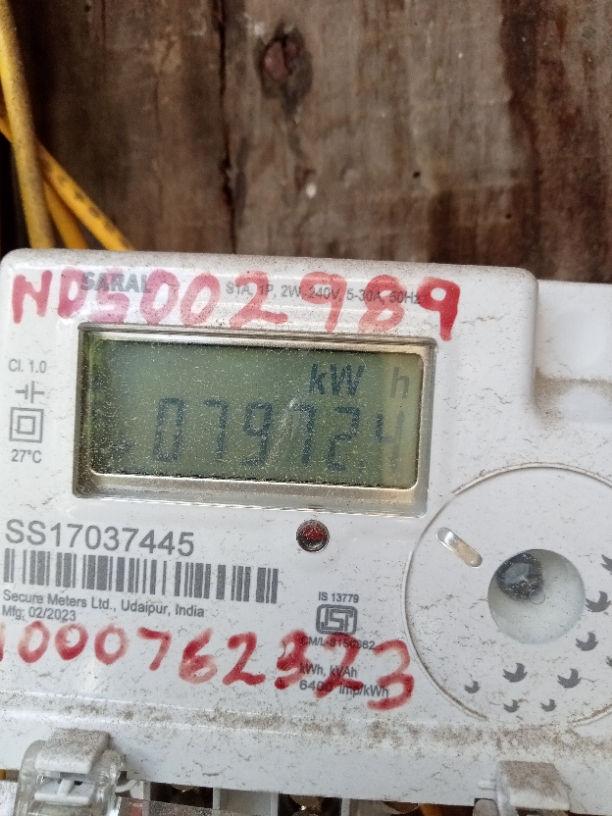 SARAL S1A, 1P, 2W, 240V, 5-30A, 50Hz
NDS002989
Cl. 1.0
27°C
kW h
079724
SS17037445
Secure Meters Ltd., Udaipur, India
Mfg. 02/2023
IS 13779
kWh, kVAh
6400 imp/kWh